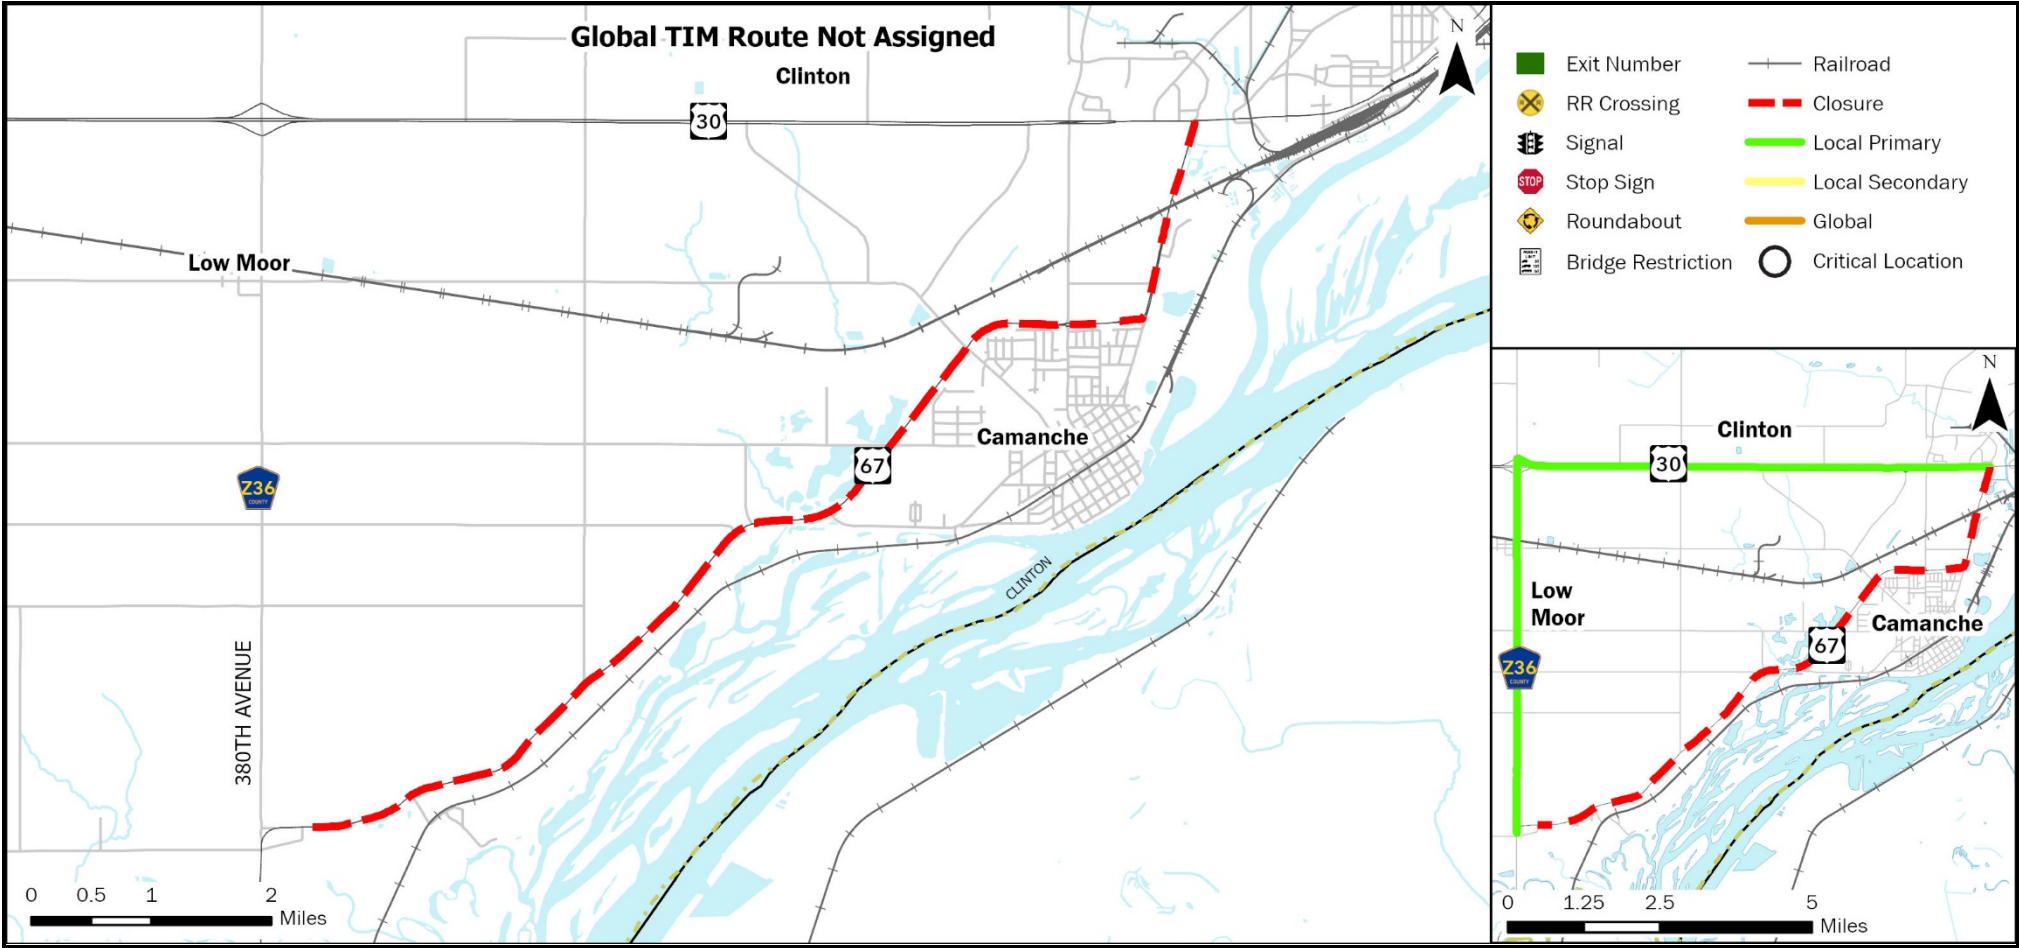 Global TIM Route Not Assigned
Clinton
N
30
Low Moor
Camanche
67
Z36
COUNTY
CLINTON
380TH AVENUE
0 0.5 1 2
Miles
Exit Number
RR Crossing
Signal
STOP
Stop Sign
Roundabout
Bridge Restriction
Railroad
Closure
Local Primary
Local Secondary
Global
Critical Location
N
Clinton
30
Low
Moor
Camanche
67
Z36
COUNTY
0 1.25 2.5 5
Miles